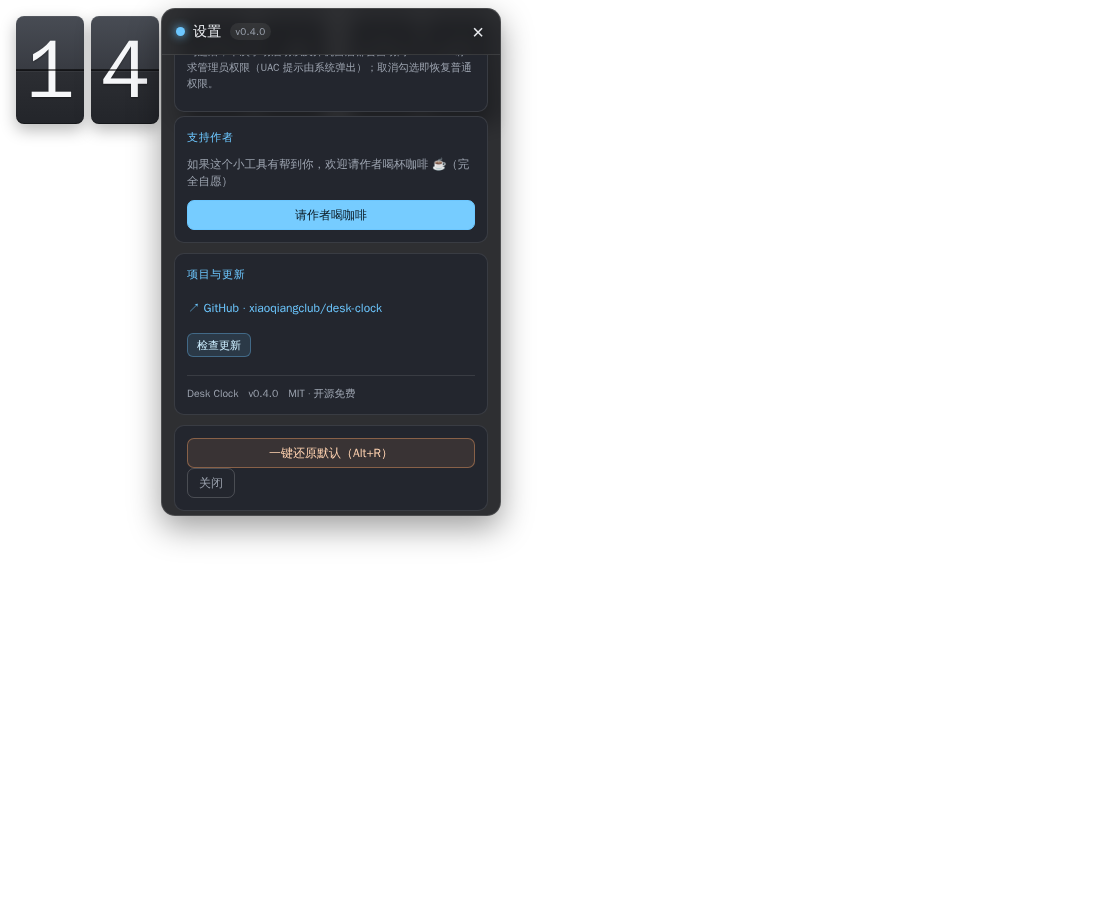 14
设置 v0.4.0 ×
求管理员权限（UAC 提示由系统弹出）；取消勾选即恢复普通
权限。
支持作者
如果这个小工具有帮到你，欢迎请作者喝杯咖啡 ☕（完
全自愿）
请作者喝咖啡
项目与更新
↗ GitHub · xiaoqiangclub/desk-clock
检查更新
Desk Clock v0.4.0 MIT · 开源免费
一键还原默认（Alt+R）
关闭